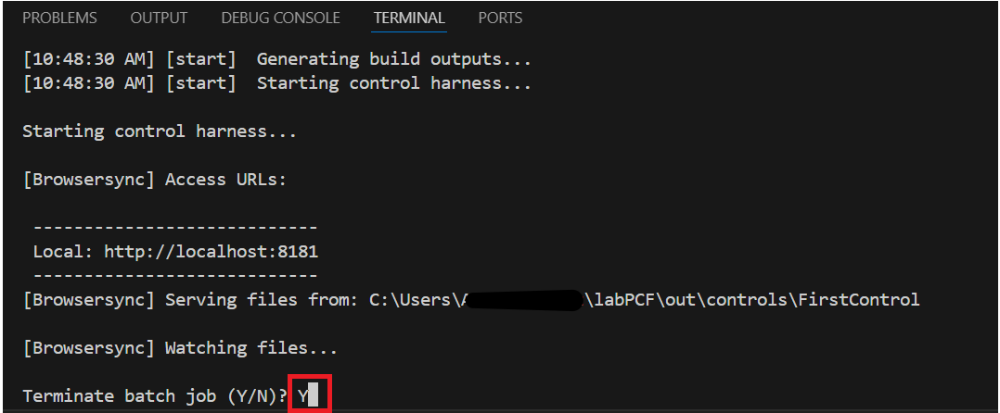 PROBLEMS OUTPUT DEBUG CONSOLE TERMINAL PORTS
[10:48:30 AM] [start]  Generating build outputs...
[10:48:30 AM] [start]  Starting control harness...
Starting control harness...
[Browsersync] Access URLs:
----------------------------
Local: http://localhost:8181
----------------------------
[Browsersync] Serving files from: C:\Users\A\labPCF\out\controls\FirstControl
[Browsersync] Watching files...
Terminate batch job (Y/N)? Y